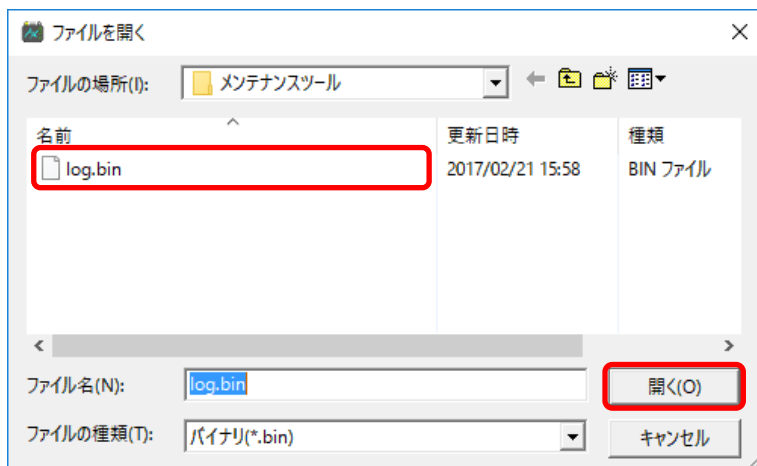 ファイルを開く
ファイルの場所(I): メンテナンスツール
名前 更新日時 種類
log.bin 2017/02/21 15:58 BIN ファイル
ファイル名(N): log.bin 開く(O)
ファイルの種類(T): バイナリ(*.bin) キャンセル